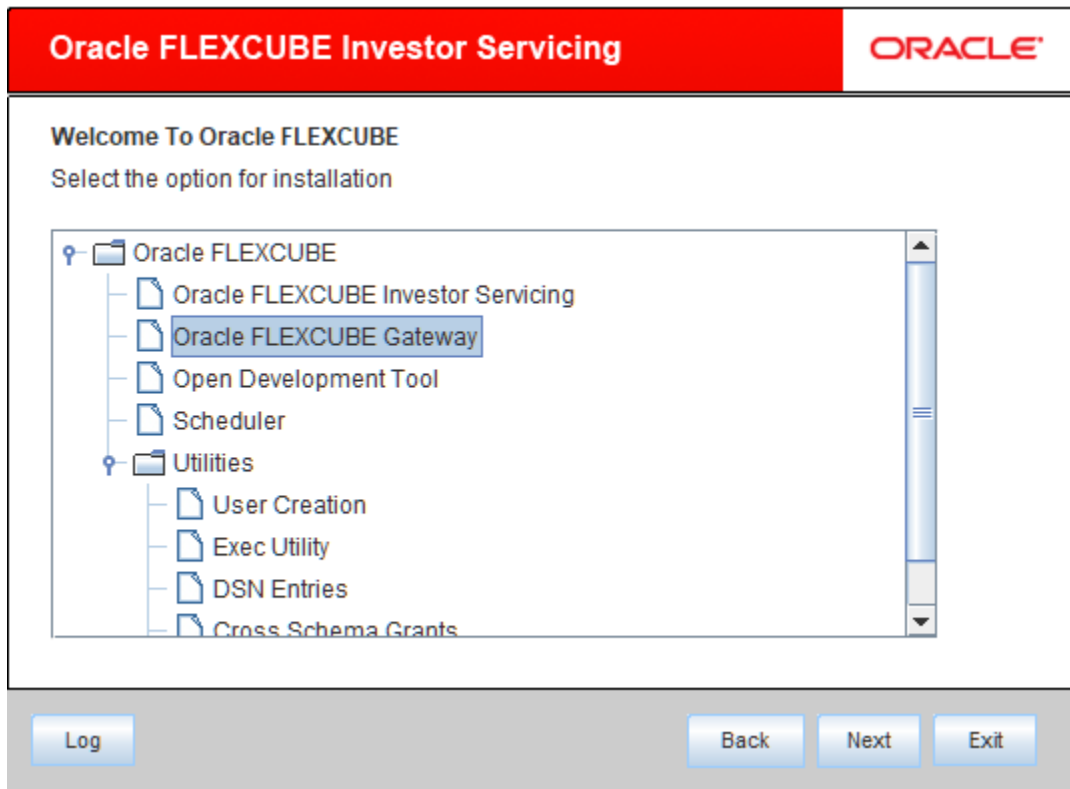 Oracle FLEXCUBE Investor Servicing
ORACLE
Welcome To Oracle FLEXCUBE
Select the option for installation
Oracle FLEXCUBE
Oracle FLEXCUBE Investor Servicing
Oracle FLEXCUBE Gateway
Open Development Tool
Scheduler
Utilities
User Creation
Exec Utility
DSN Entries
Cross Schema Grants
Log
Back
Next
Exit